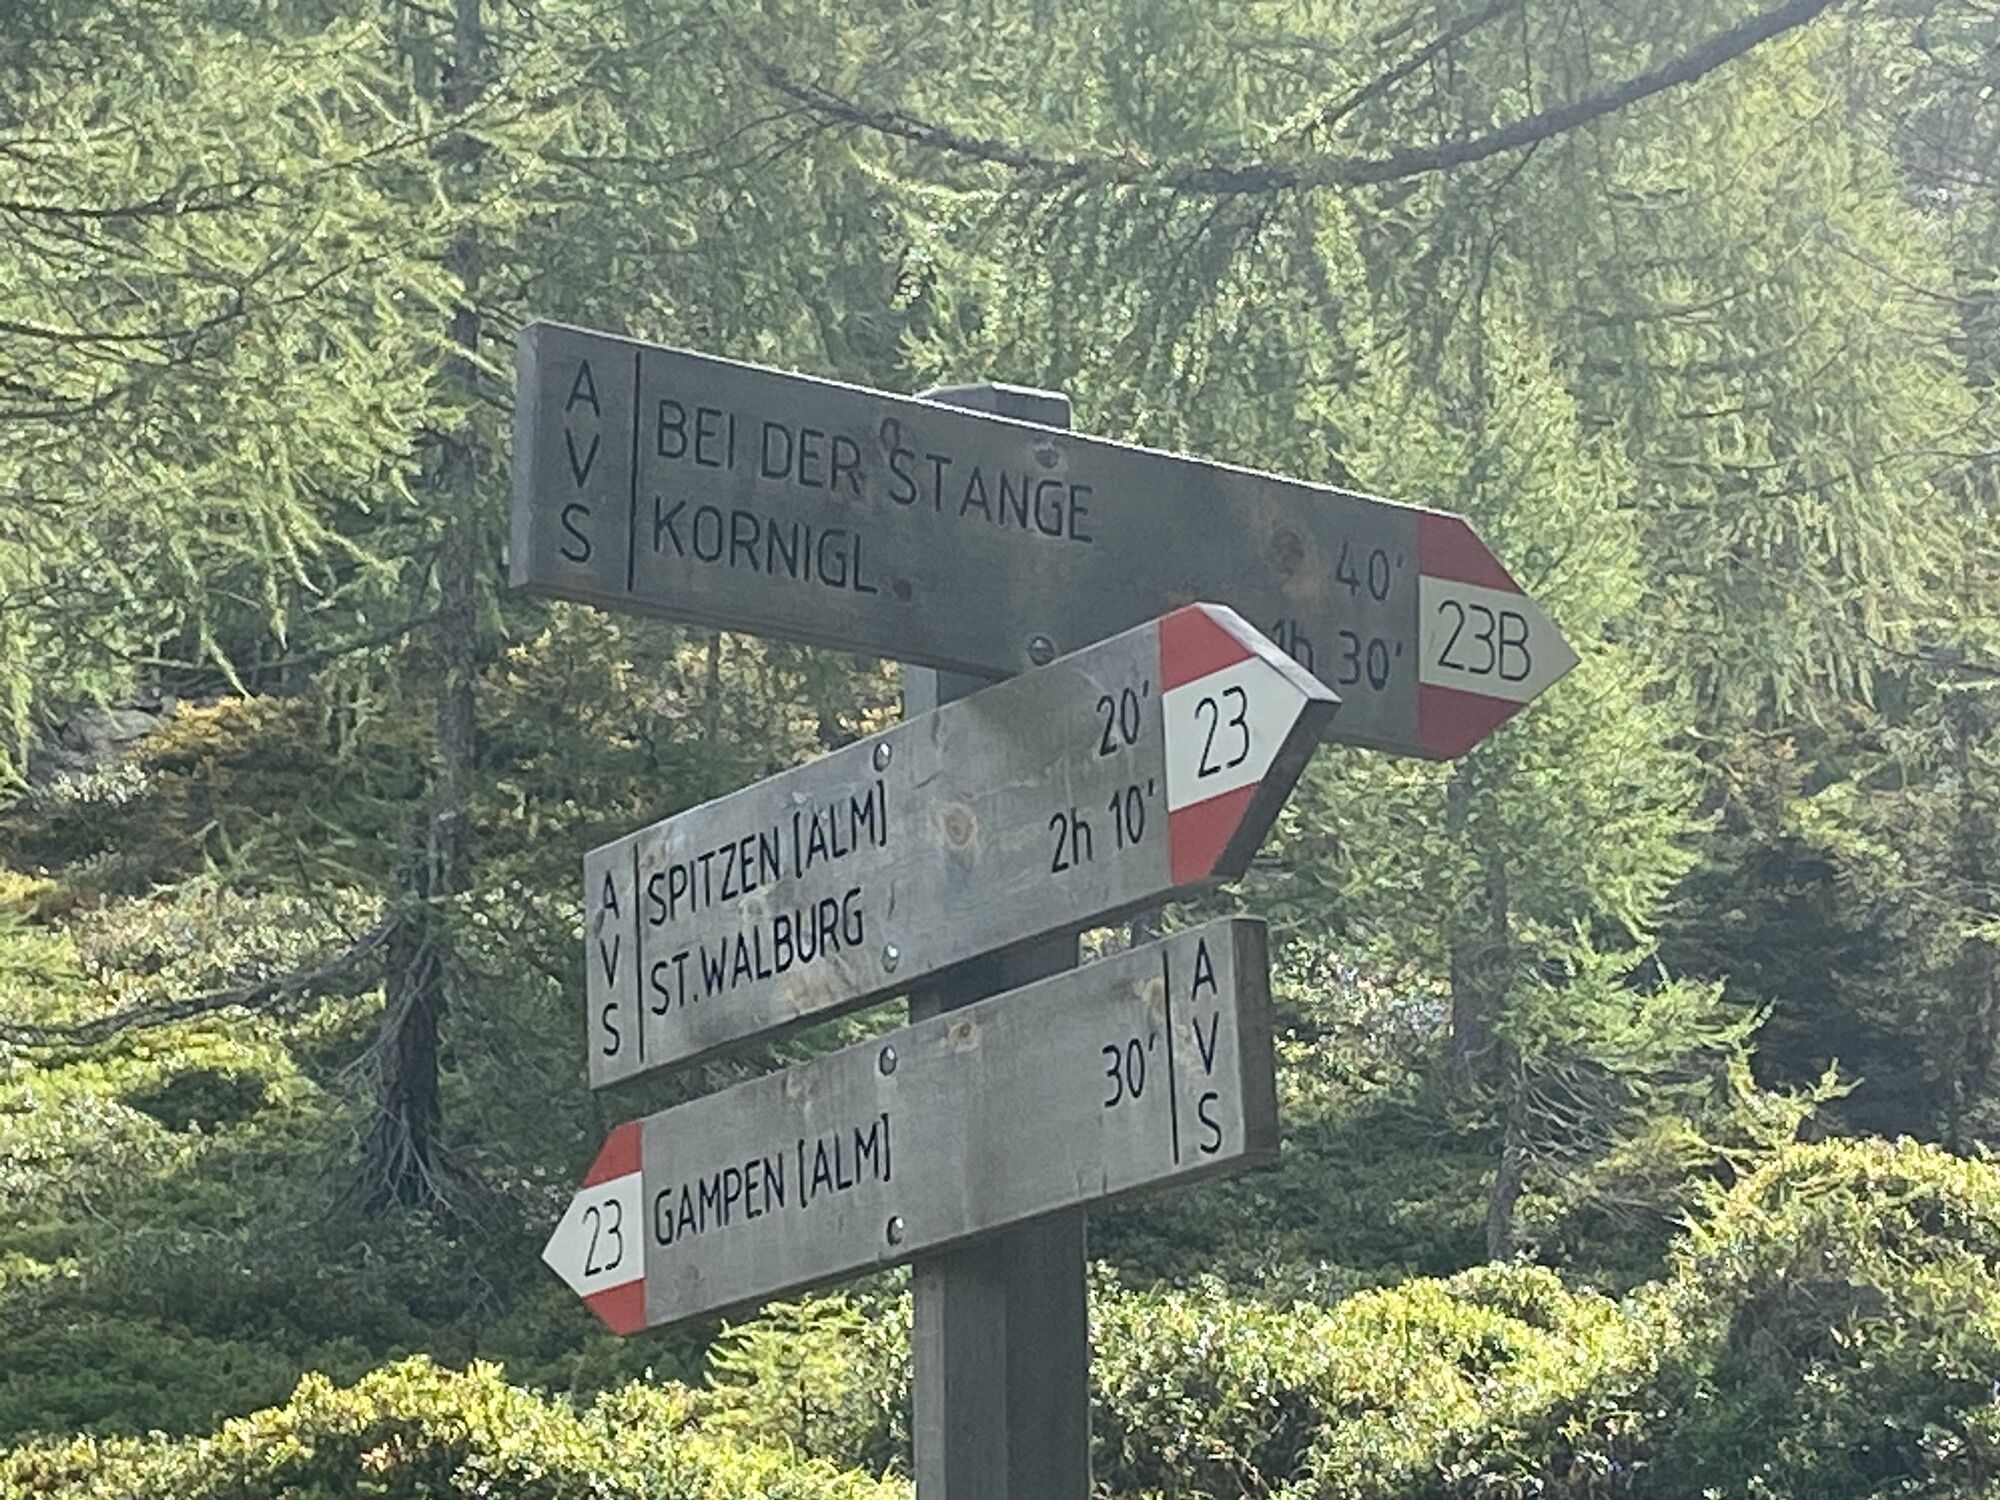 AVS
BEI DER STANGE 40'
KORNIGL 1h 30'
23B
AVS
SPITZEN [ALM] 20'
ST.WALBURG 2h 10'
23
23
GAMPEN [ALM] 30'
AVS